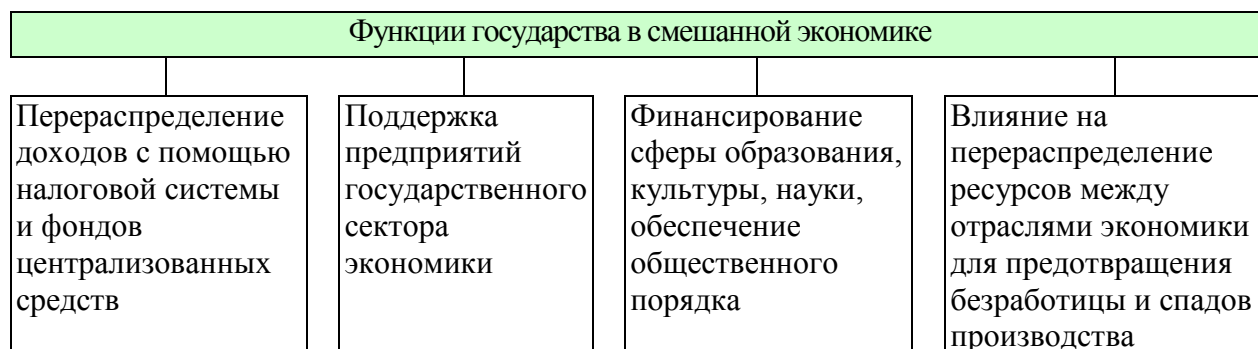 Функции государства в смешанной экономике
Перераспределение
доходов с помощью
налоговой системы
и фондов
централизованных
средств
Поддержка
предприятий
государственного
сектора
экономики
Финансирование
сферы образования,
культуры, науки,
обеспечение
общественного
порядка
Влияние на
перераспределение
ресурсов между
отраслями экономики
для предотвращения
безработицы и спадов
производства